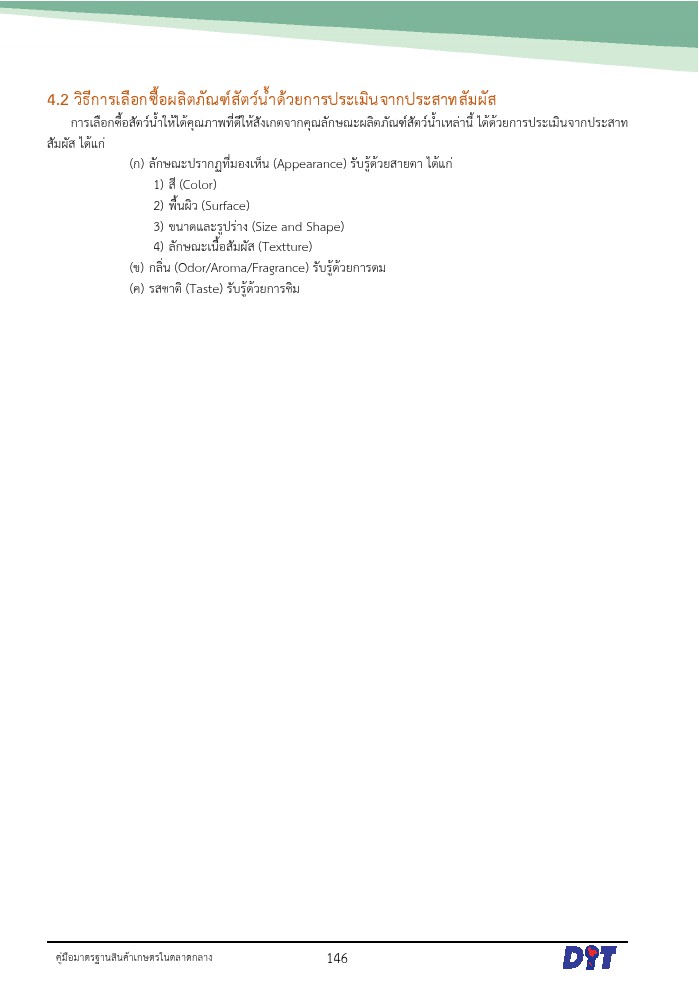 4.2 วิธีการเลือกซื้อผลิตภัณฑ์สัตว์น้ำด้วยการประเมินจากประสาทสัมผัส
การเลือกซื้อสัตว์น้ำให้ได้คุณภาพที่ดีให้สังเกตจากคุณลักษณะผลิตภัณฑ์สัตว์น้ำเหล่านี้ ได้ด้วยการประเมินจากประสาท
สัมผัส ได้แก่
(ก) ลักษณะปรากฏที่มองเห็น (Appearance) รับรู้ด้วยสายตา ได้แก่
1) สี (Color)
2) พื้นผิว (Surface)
3) ขนาดและรูปร่าง (Size and Shape)
4) ลักษณะเนื้อสัมผัส (Textture)
(ข) กลิ่น (Odor/Aroma/Fragrance) รับรู้ด้วยการดม
(ค) รสชาติ (Taste) รับรู้ด้วยการชิม
คู่มือมาตรฐานสินค้าเกษตรในตลาดกลาง
146
DIT